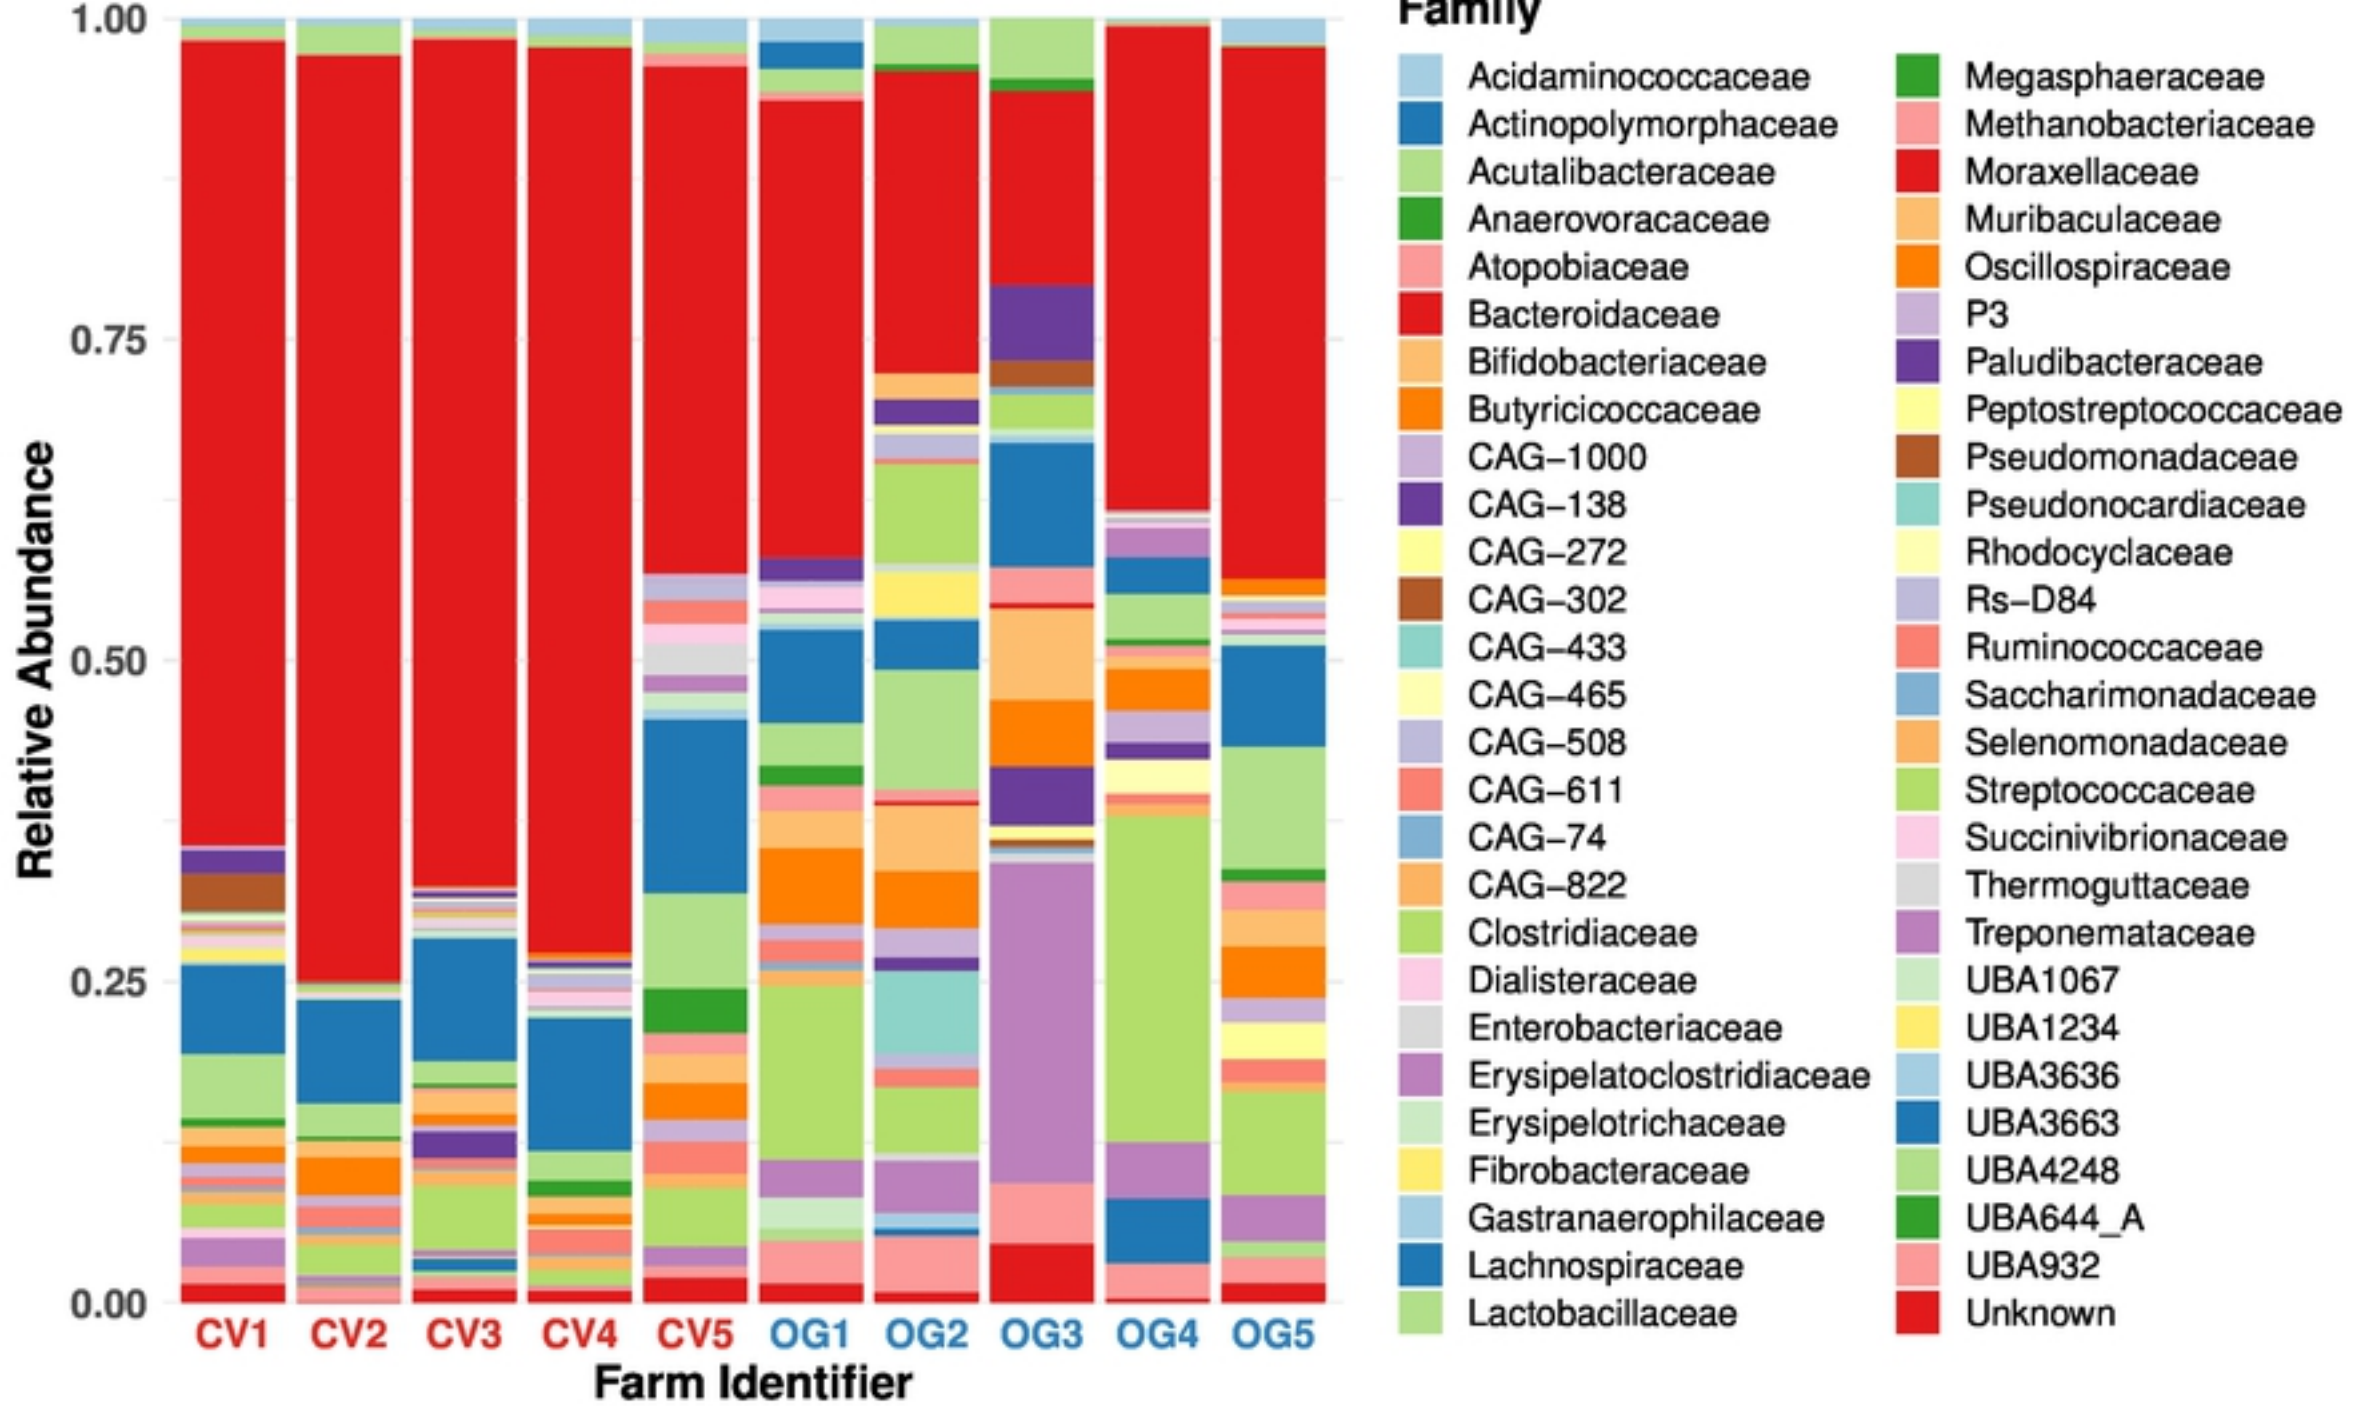 Family
1.00
0.75
0.50
0.25
0.00
Relative Abundance
CV1 CV2 CV3 CV4 CV5 OG1 OG2 OG3 OG4 OG5
Farm Identifier
Acidaminococcaceae
Actinopolymorphaceae
Acutalibacteraceae
Anaerovoracaceae
Atopobiaceae
Bacteroidaceae
Bifidobacteriaceae
Butyricicoccaceae
CAG–1000
CAG–138
CAG–272
CAG–302
CAG–433
CAG–465
CAG–508
CAG–611
CAG–74
CAG–822
Clostridiaceae
Dialisteraceae
Enterobacteriaceae
Erysipelatoclostridiaceae
Erysipelotrichaceae
Fibrobacteraceae
Gastranaerophilaceae
Lachnospiraceae
Lactobacillaceae
Megasphaeraceae
Methanobacteriaceae
Moraxellaceae
Muribaculaceae
Oscillospiraceae
P3
Paludibacteraceae
Peptostreptococcaceae
Pseudomonadaceae
Pseudonocardiaceae
Rhodocyclaceae
Rs–D84
Ruminococcaceae
Saccharimonadaceae
Selenomonadaceae
Streptococcaceae
Succinivibrionaceae
Thermoguttaceae
Treponemataceae
UBA1067
UBA1234
UBA3636
UBA3663
UBA4248
UBA644_A
UBA932
Unknown